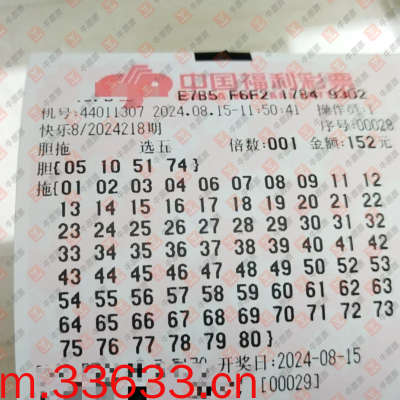 中国福利彩票
E7B5 F6F2 1784 9302
机号:44011307 2024.08.15-11:50:41 操作员:1
快乐8/2024218期 序号:00028
胆拖 选五 倍数:001 金额:152元
胆{05 10 51 74}
拖{01 02 03 04 06 07 08 09 11 12
13 14 15 16 17 18 19 20 21 22
23 24 25 26 27 28 29 30 31 32
33 34 35 36 37 38 39 40 41 42
43 44 45 46 47 48 49 50 52 53
54 55 56 57 58 59 60 61 62 63
64 65 66 67 68 69 70 71 72 73
75 76 77 78 79 80}
开奖日:2024-08-15
[00029]
m.33633.cn